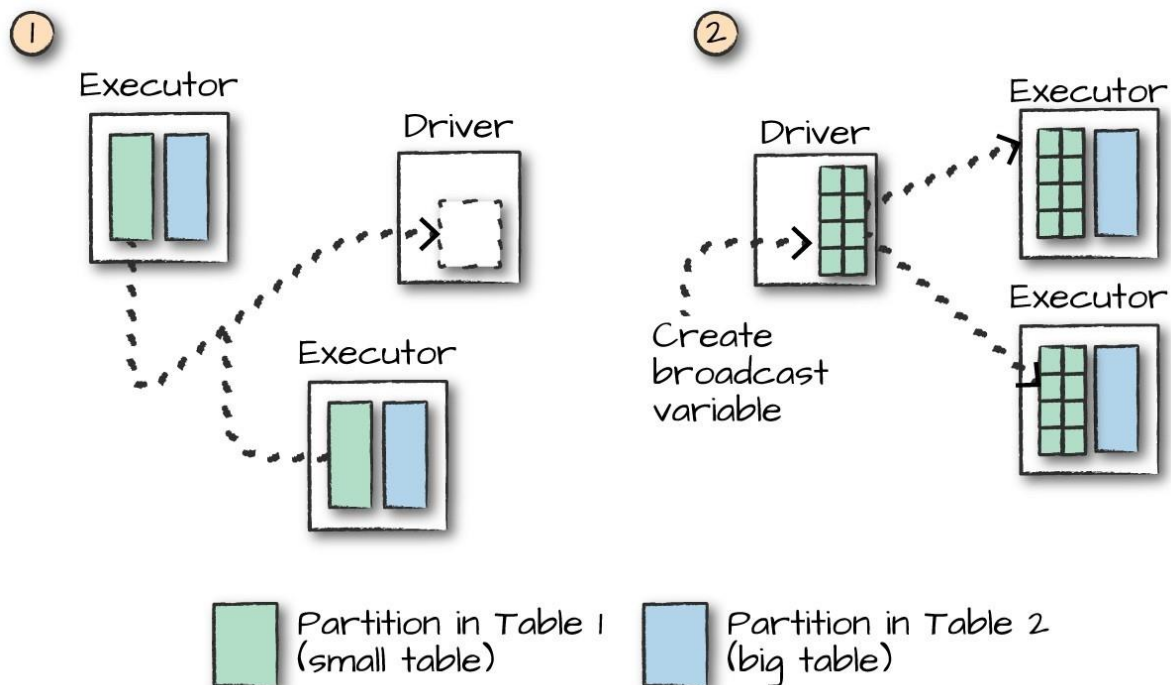 1
Executor
Driver
Executor
2
Driver
Executor
Executor
Create
broadcast
variable
Partition in Table 1
(small table)
Partition in Table 2
(big table)